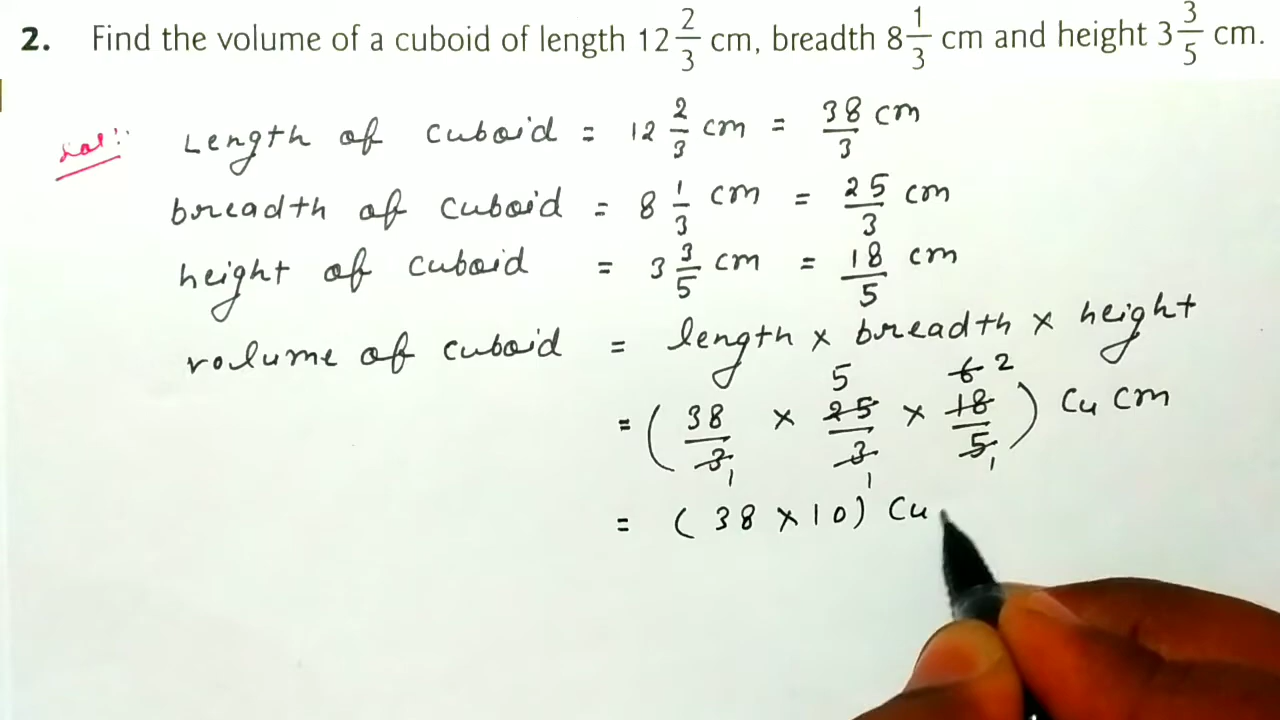 2. Find the volume of a cuboid of length 12 2/3 cm, breadth 8 1/3 cm and height 3 3/5 cm.
Sol:: Length of cuboid = 12 2/3 cm = 38/3 cm
breadth of cuboid = 8 1/3 cm = 25/3 cm
height of cuboid = 3 3/5 cm = 18/5 cm
volume of cuboid = length × breadth × height
5 6 2
= ( 38/3 × 25/3 × 18/5 ) Cu cm
1 1 1
= ( 38 × 10 ) Cu